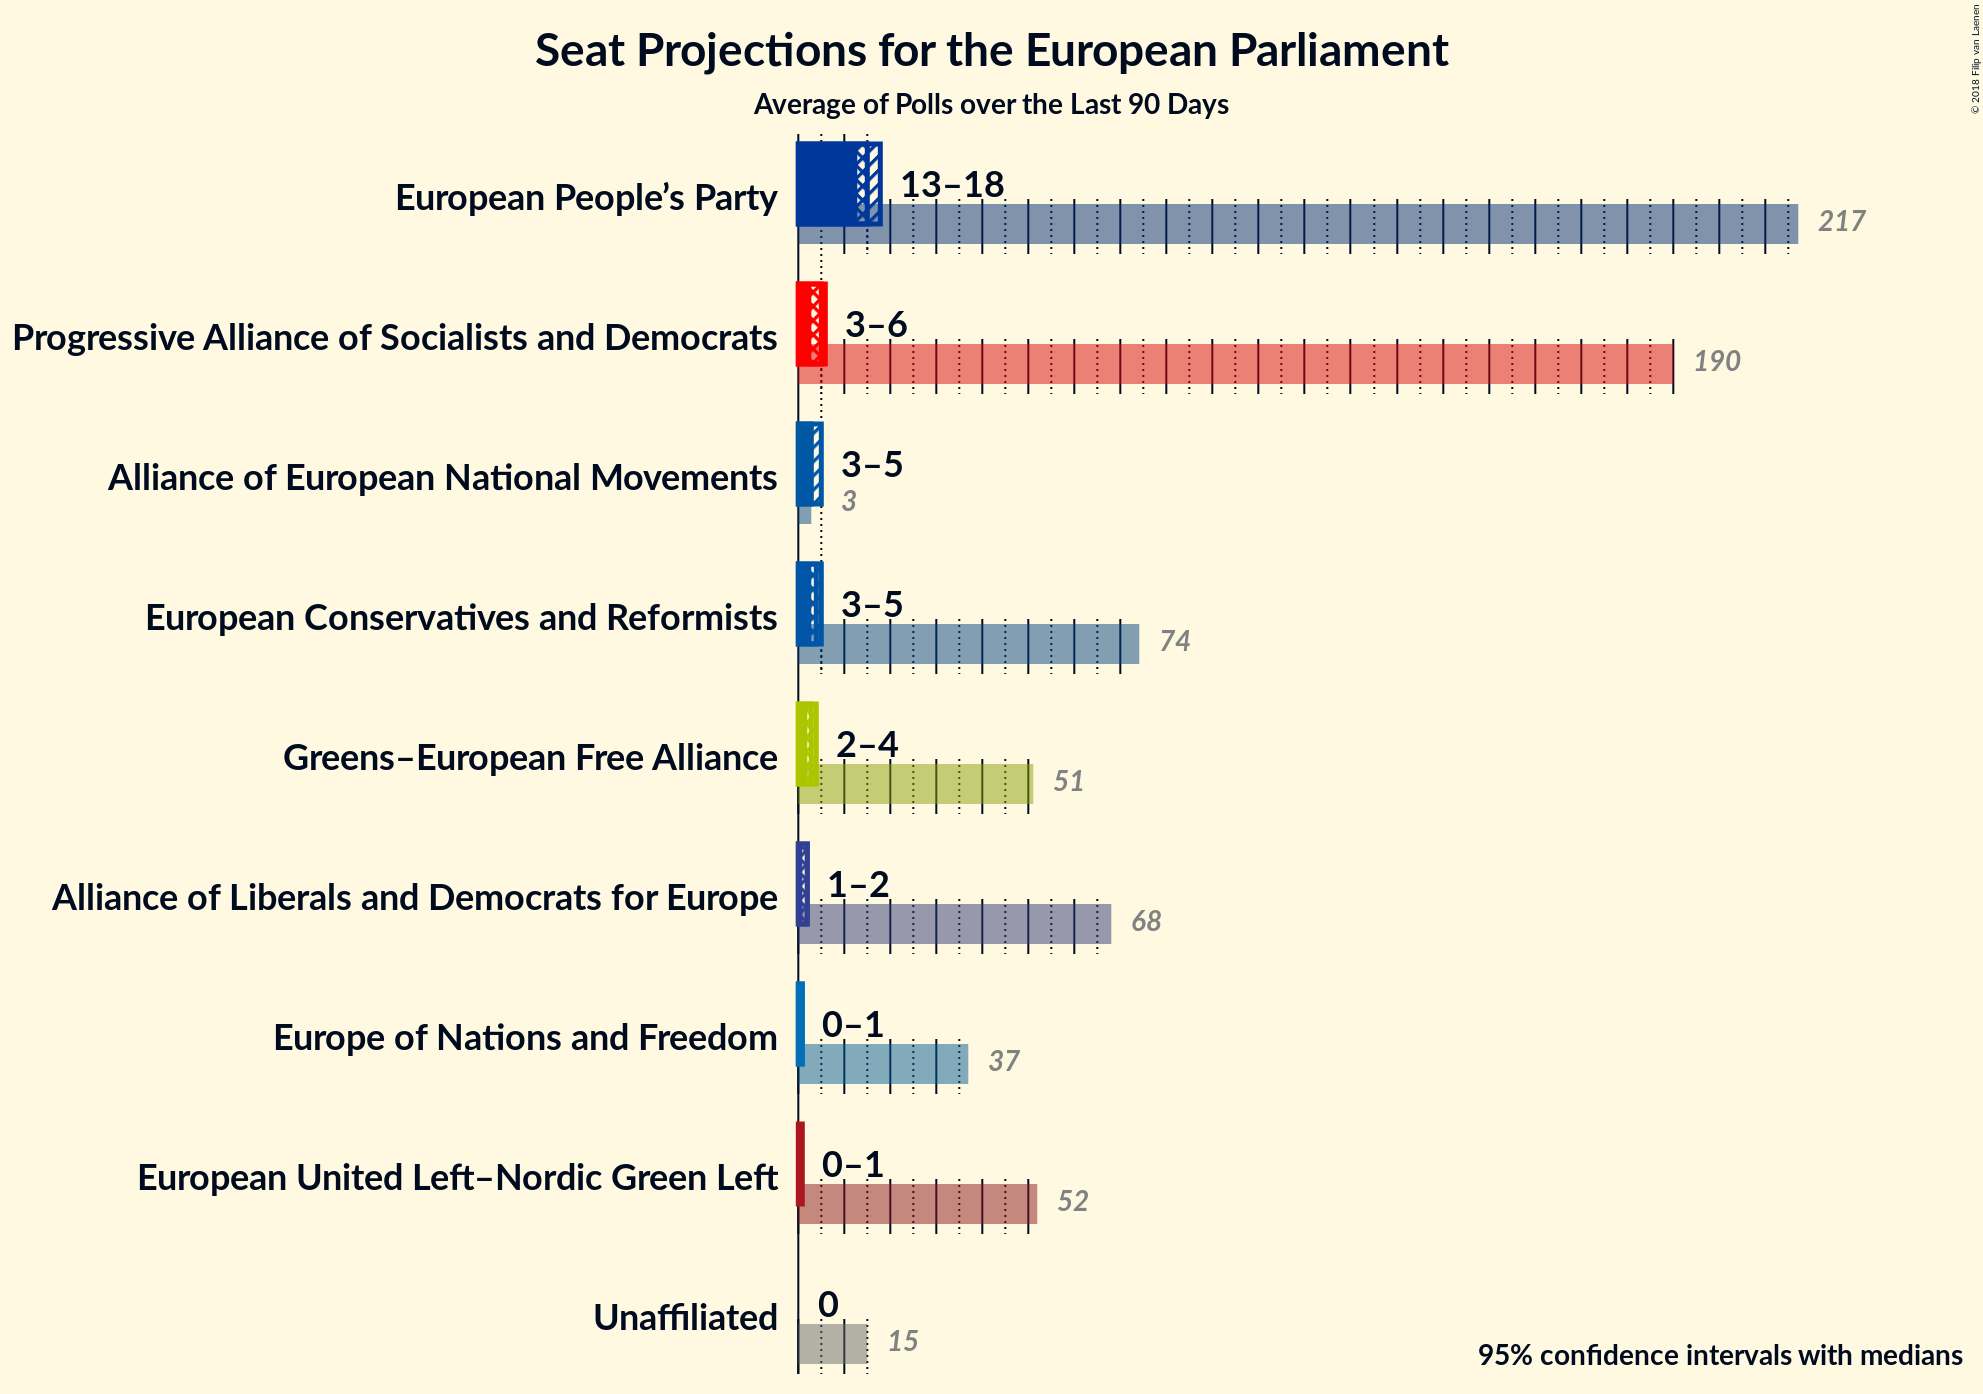 Seat Projections for the European Parliament
Average of Polls over the Last 90 Days
© 2018 Filip van Laenen
European People’s Party
13–18
217
Progressive Alliance of Socialists and Democrats
3–6
190
Alliance of European National Movements
3–5
3
European Conservatives and Reformists
3–5
74
Greens–European Free Alliance
2–4
51
Alliance of Liberals and Democrats for Europe
1–2
68
Europe of Nations and Freedom
0–1
37
European United Left–Nordic Green Left
0–1
52
Unaffiliated
0
15
95% confidence intervals with medians